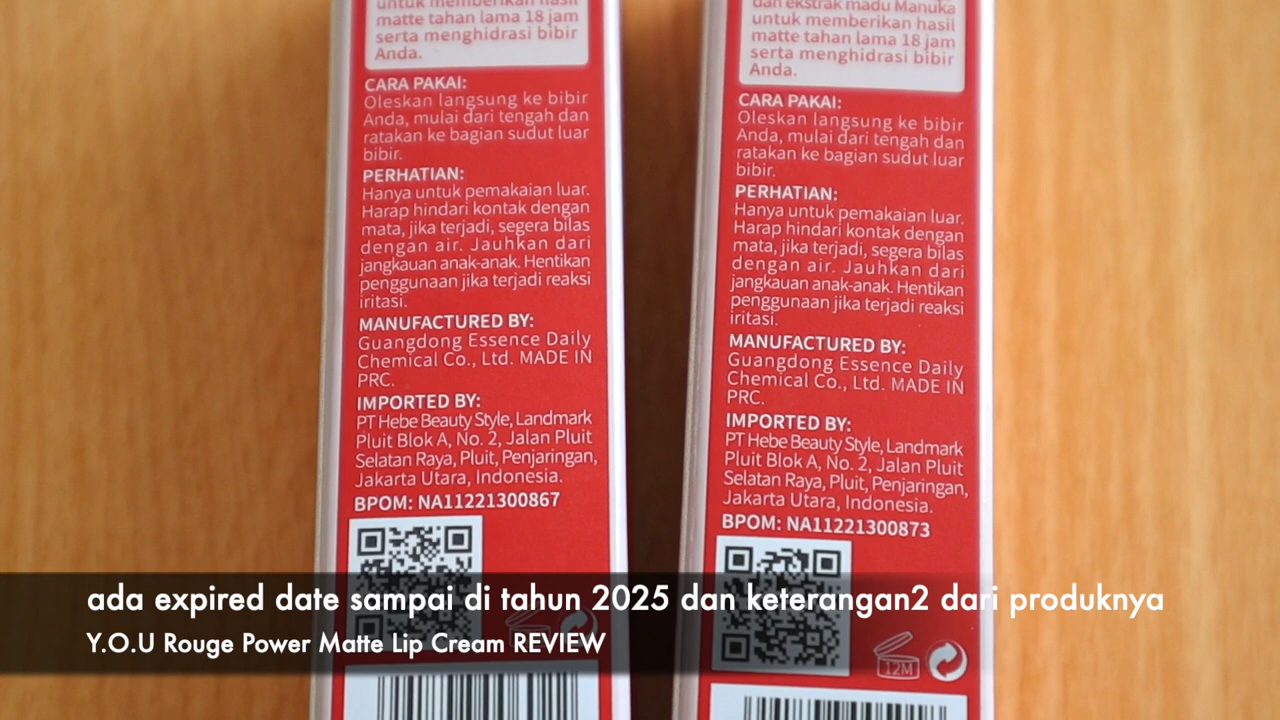 untuk memberikan hasil
matte tahan lama 18 jam
serta menghidrasi bibir
Anda.
CARA PAKAI:
Oleskan langsung ke bibir
Anda, mulai dari tengah dan
ratakan ke bagian sudut luar
bibir.
PERHATIAN:
Hanya untuk pemakaian luar.
Harap hindari kontak dengan
mata, jika terjadi, segera bilas
dengan air. Jauhkan dari
jangkauan anak-anak. Hentikan
penggunaan jika terjadi reaksi
iritasi.
MANUFACTURED BY:
Guangdong Essence Daily
Chemical Co., Ltd. MADE IN
PRC.
IMPORTED BY:
PT Hebe Beauty Style, Landmark
Pluit Blok A, No. 2, Jalan Pluit
Selatan Raya, Pluit, Penjaringan,
Jakarta Utara, Indonesia.
BPOM: NA11221300867
dan ekstrak madu Manuka
untuk memberikan hasil
matte tahan lama 18 jam
serta menghidrasi bibir
Anda.
CARA PAKAI:
Oleskan langsung ke bibir
Anda, mulai dari tengah dan
ratakan ke bagian sudut luar
bibir.
PERHATIAN:
Hanya untuk pemakaian luar.
Harap hindari kontak dengan
mata, jika terjadi, segera bilas
dengan air. Jauhkan dari
jangkauan anak-anak. Hentikan
penggunaan jika terjadi reaksi
iritasi.
MANUFACTURED BY:
Guangdong Essence Daily
Chemical Co., Ltd. MADE IN
PRC.
IMPORTED BY:
PT Hebe Beauty Style, Landmark
Pluit Blok A, No. 2, Jalan Pluit
Selatan Raya, Pluit, Penjaringan,
Jakarta Utara, Indonesia.
BPOM: NA11221300873
12M
ada expired date sampai di tahun 2025 dan keterangan2 dari produknya
Y.O.U Rouge Power Matte Lip Cream REVIEW